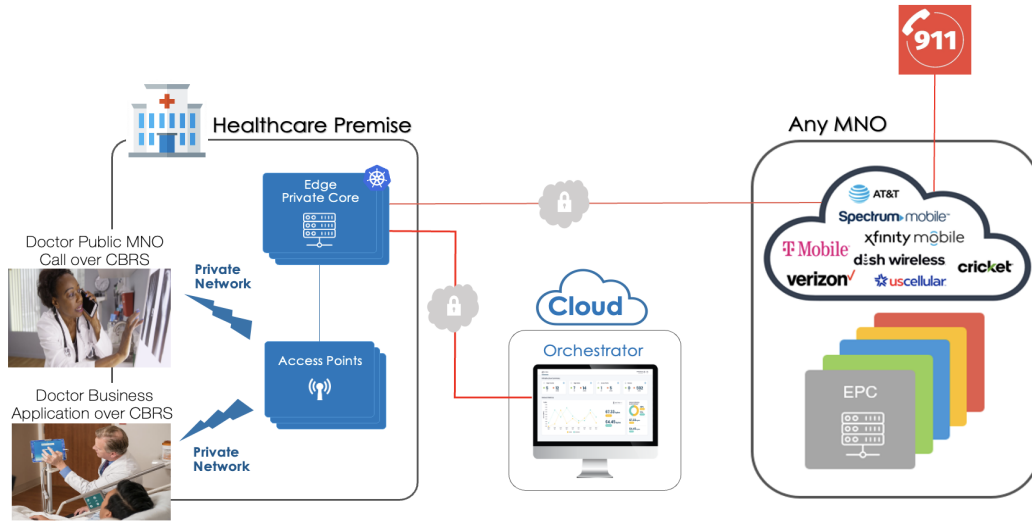 911
Healthcare Premise
Any MNO
Edge
Private Core
AT&T
Spectrum mobile
xfinity mobile
T Mobile
dish wireless
cricket
verizon
uscellular
Doctor Public MNO
Call over CBRS
Private
Network
Cloud
Orchestrator
Access Points
EPC
Doctor Business
Application over CBRS
Private
Network